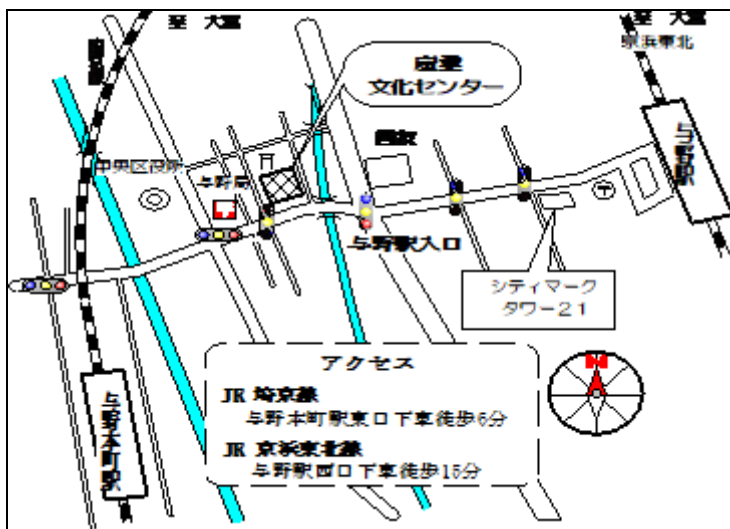 至 大宮
至 大宮
京浜東北
産業
文化センター
西友
中央区役所
与野局
与野駅
与野駅入口
シティマーク
タワー21
アクセス
JR 埼京線
与野本町駅東口下車徒歩6分
JR 京浜東北線
与野駅西口下車徒歩15分
与野本町駅
N